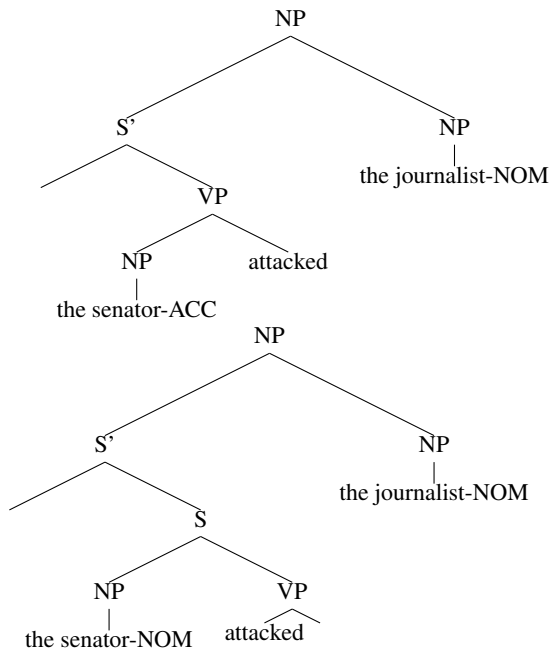 NP
S’ NP
the journalist-NOM
VP
NP attacked
the senator-ACC
NP
S’ NP
the journalist-NOM
S
NP VP
the senator-NOM attacked